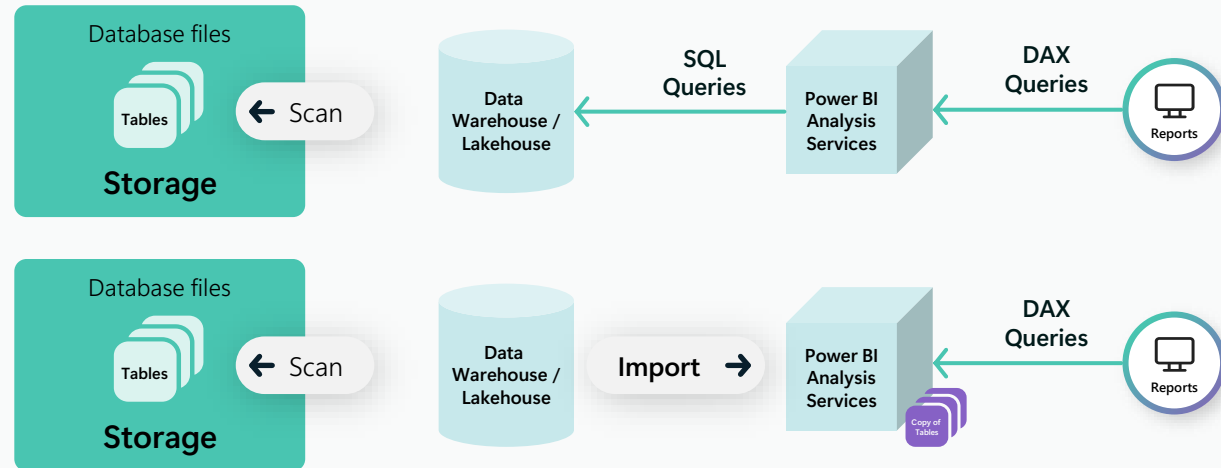 Database files
Tables
Storage
Scan
Data
Warehouse /
Lakehouse
SQL
Queries
Power BI
Analysis
Services
DAX
Queries
Reports
Database files
Tables
Storage
Scan
Data
Warehouse /
Lakehouse
Import
Power BI
Analysis
Services
Copy of
Tables
DAX
Queries
Reports